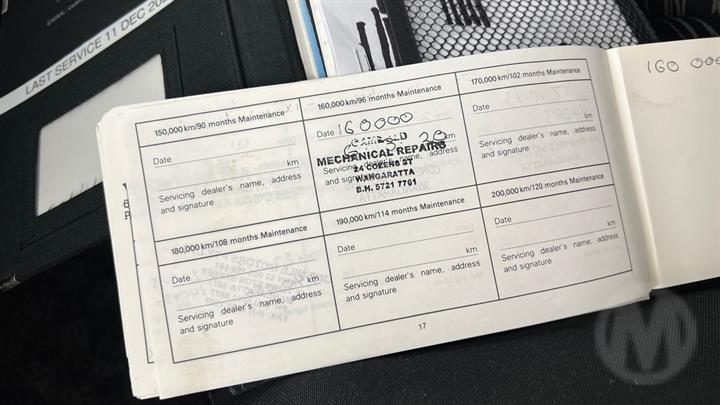 LAST SERVICE 11 DEC
150,000 km/90 months Maintenance
Date
km
Servicing dealer's name, address
and signature
160,000 km/96 months Maintenance
Date 160000
20 km
MECHANICAL REPAIRS
24 COZENS ST
WANGARATTA
B.H. 5721 7761
170,000 km/102 months Maintenance
Date
km
Servicing dealer's name, address
and signature
160 000
180,000 km/108 months Maintenance
Date
km
Servicing dealer's name, address
and signature
190,000 km/114 months Maintenance
Date
km
Servicing dealer's name, address
and signature
200,000 km/120 months Maintenance
Date
km
Servicing dealer's name, address
and signature
17
M